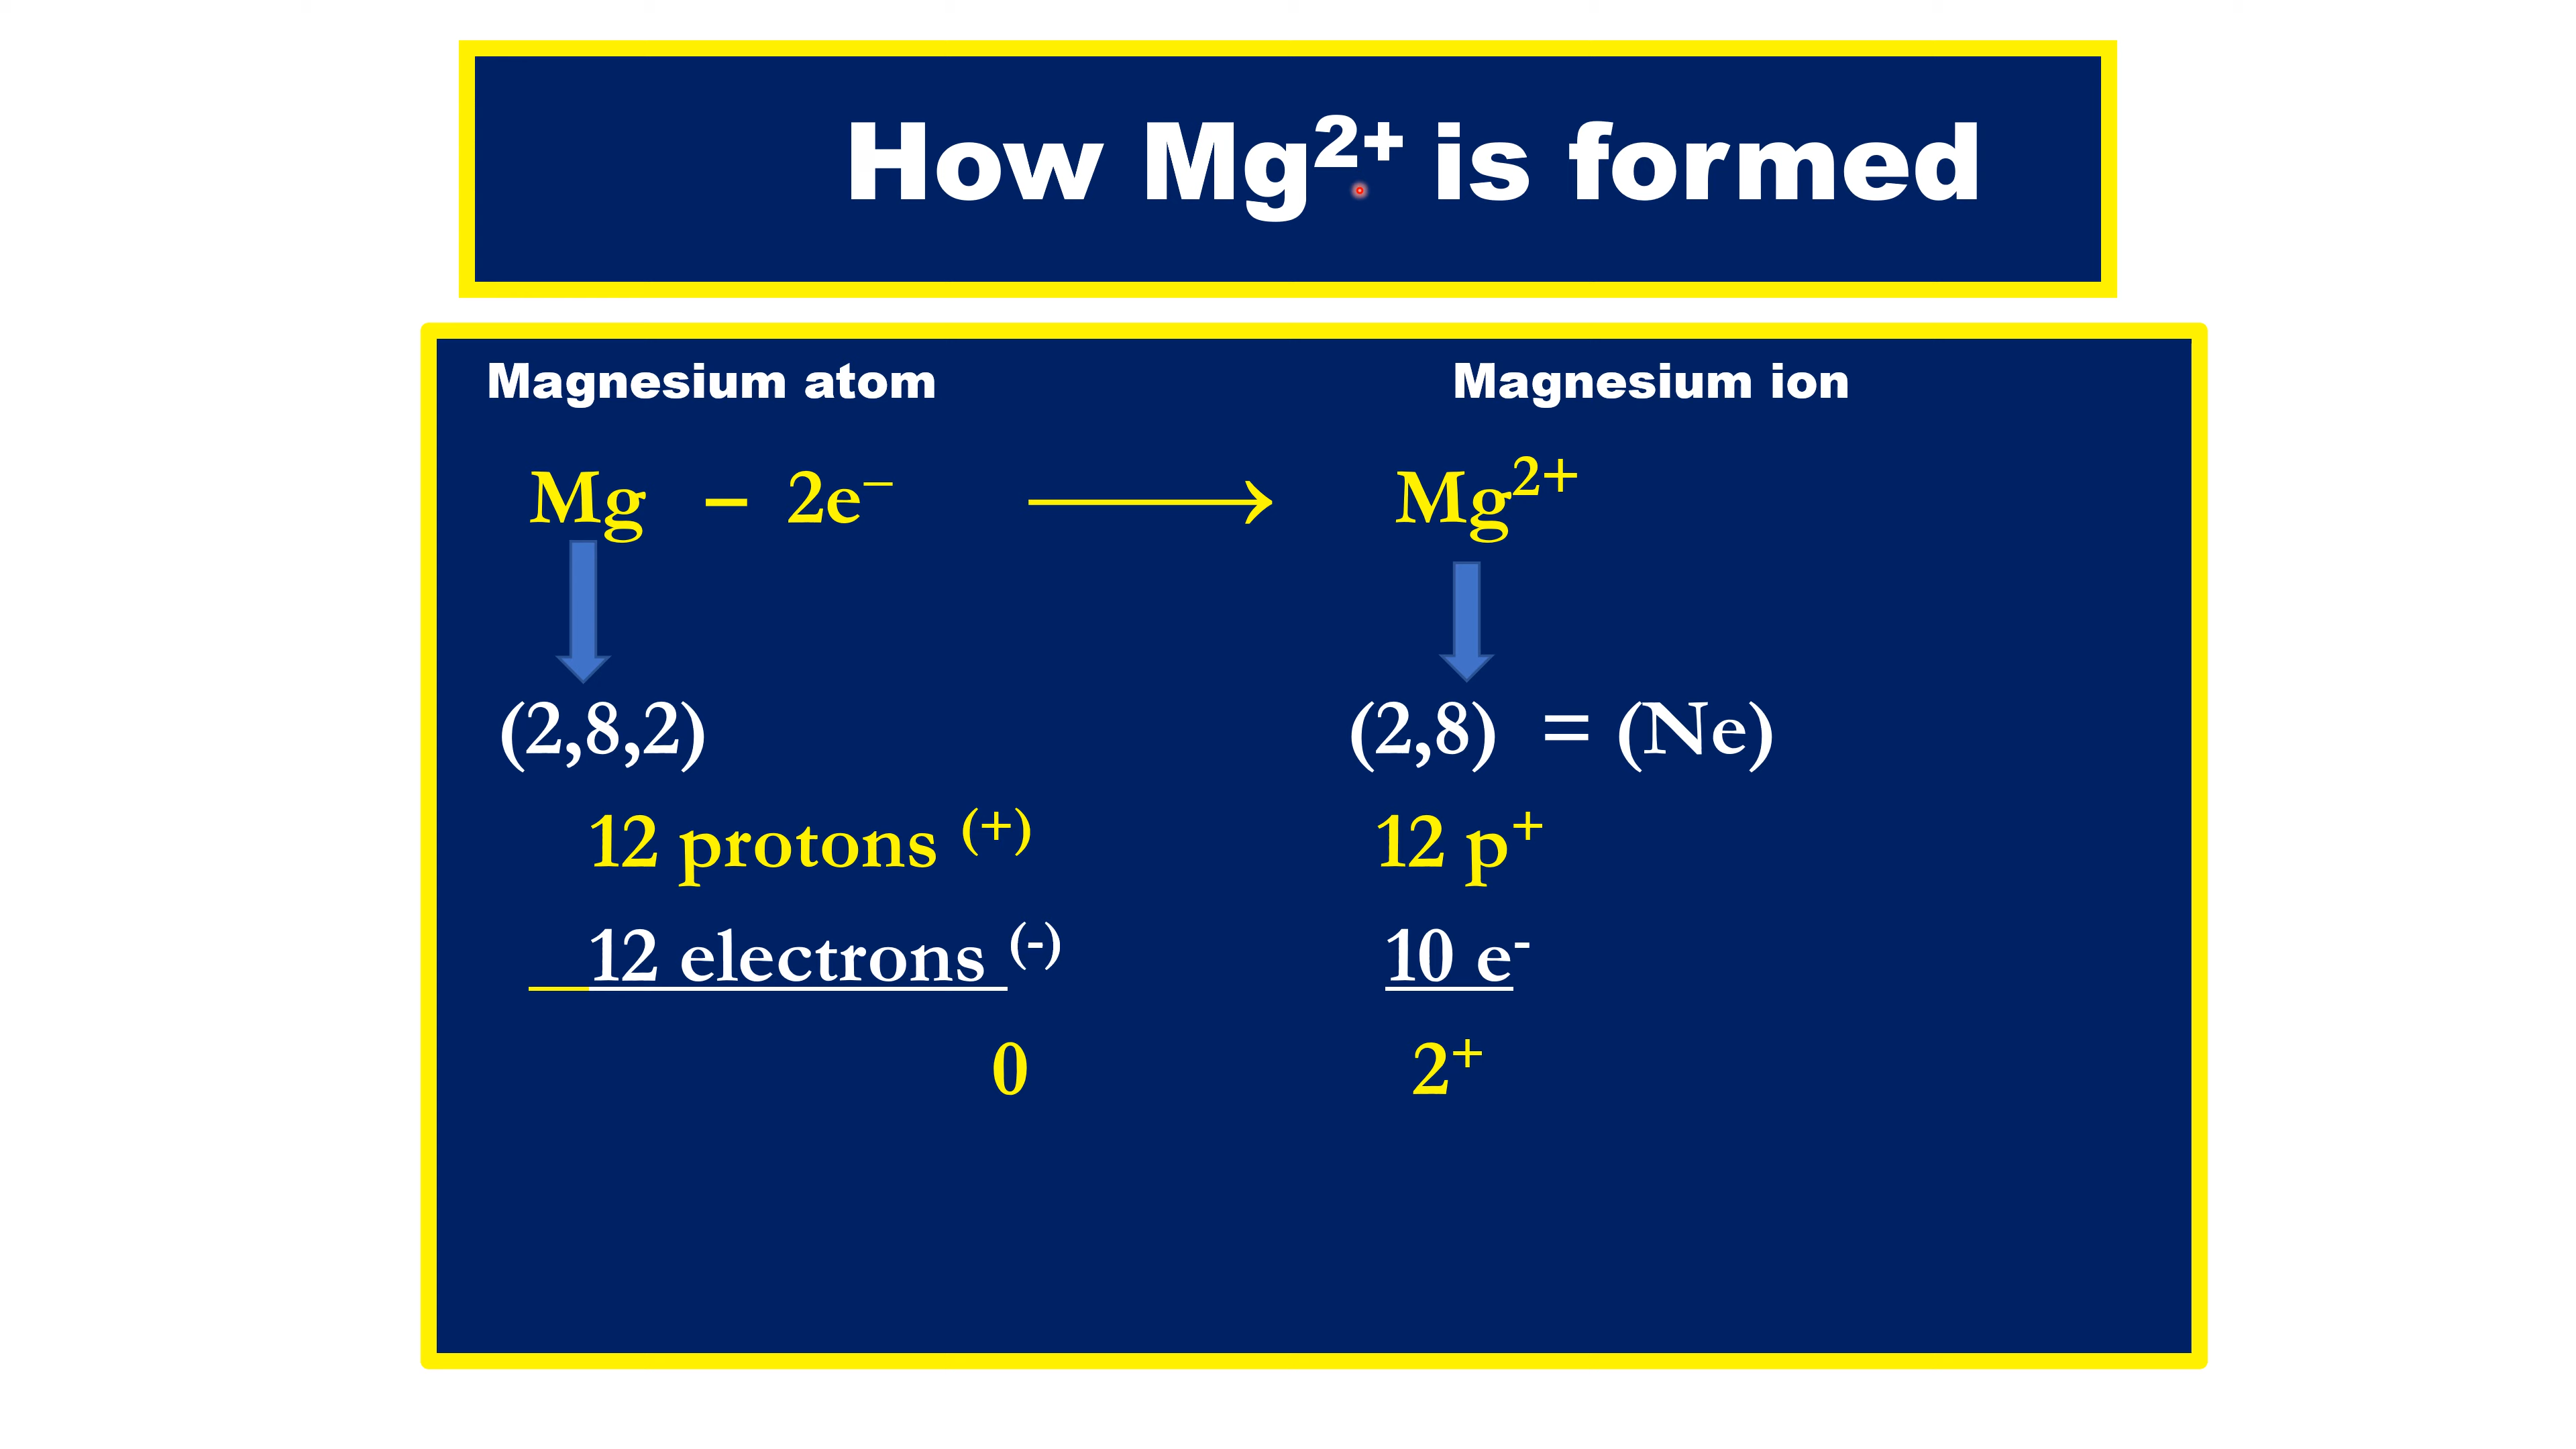 How Mg²⁺ is formed
Magnesium atom Magnesium ion
Mg – 2e⁻ ⟶ Mg²⁺
(2,8,2) (2,8) = (Ne)
12 protons ⁽⁺⁾ 12 p⁺
12 electrons ⁽⁻⁾ 10 e⁻
0 2⁺